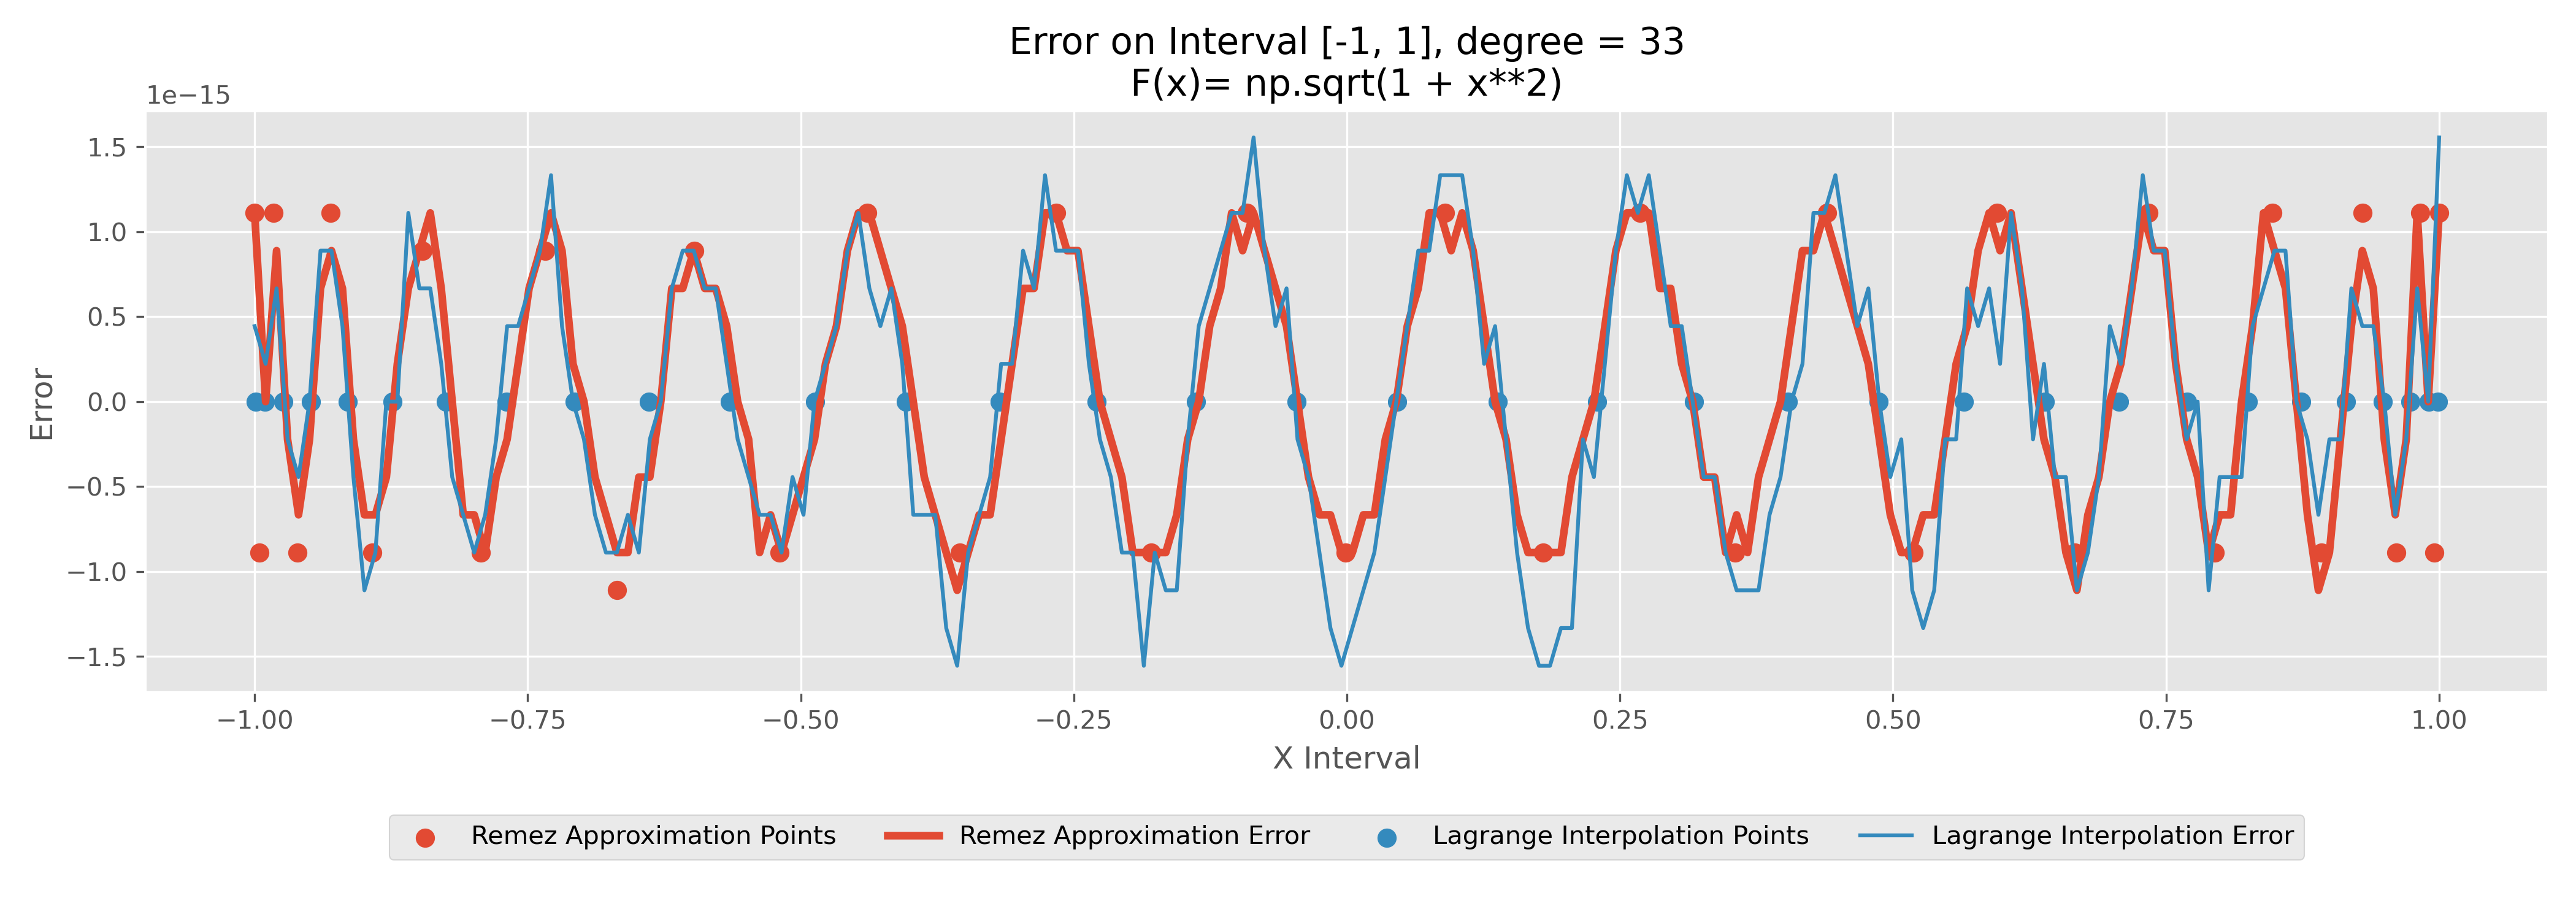 Error on Interval [-1, 1], degree = 33
F(x)= np.sqrt(1 + x**2)
1e−15
1.5
1.0
0.5
0.0
−0.5
−1.0
−1.5
Error
−1.00 −0.75 −0.50 −0.25 0.00 0.25 0.50 0.75 1.00
X Interval
Remez Approximation Points Remez Approximation Error Lagrange Interpolation Points Lagrange Interpolation Error